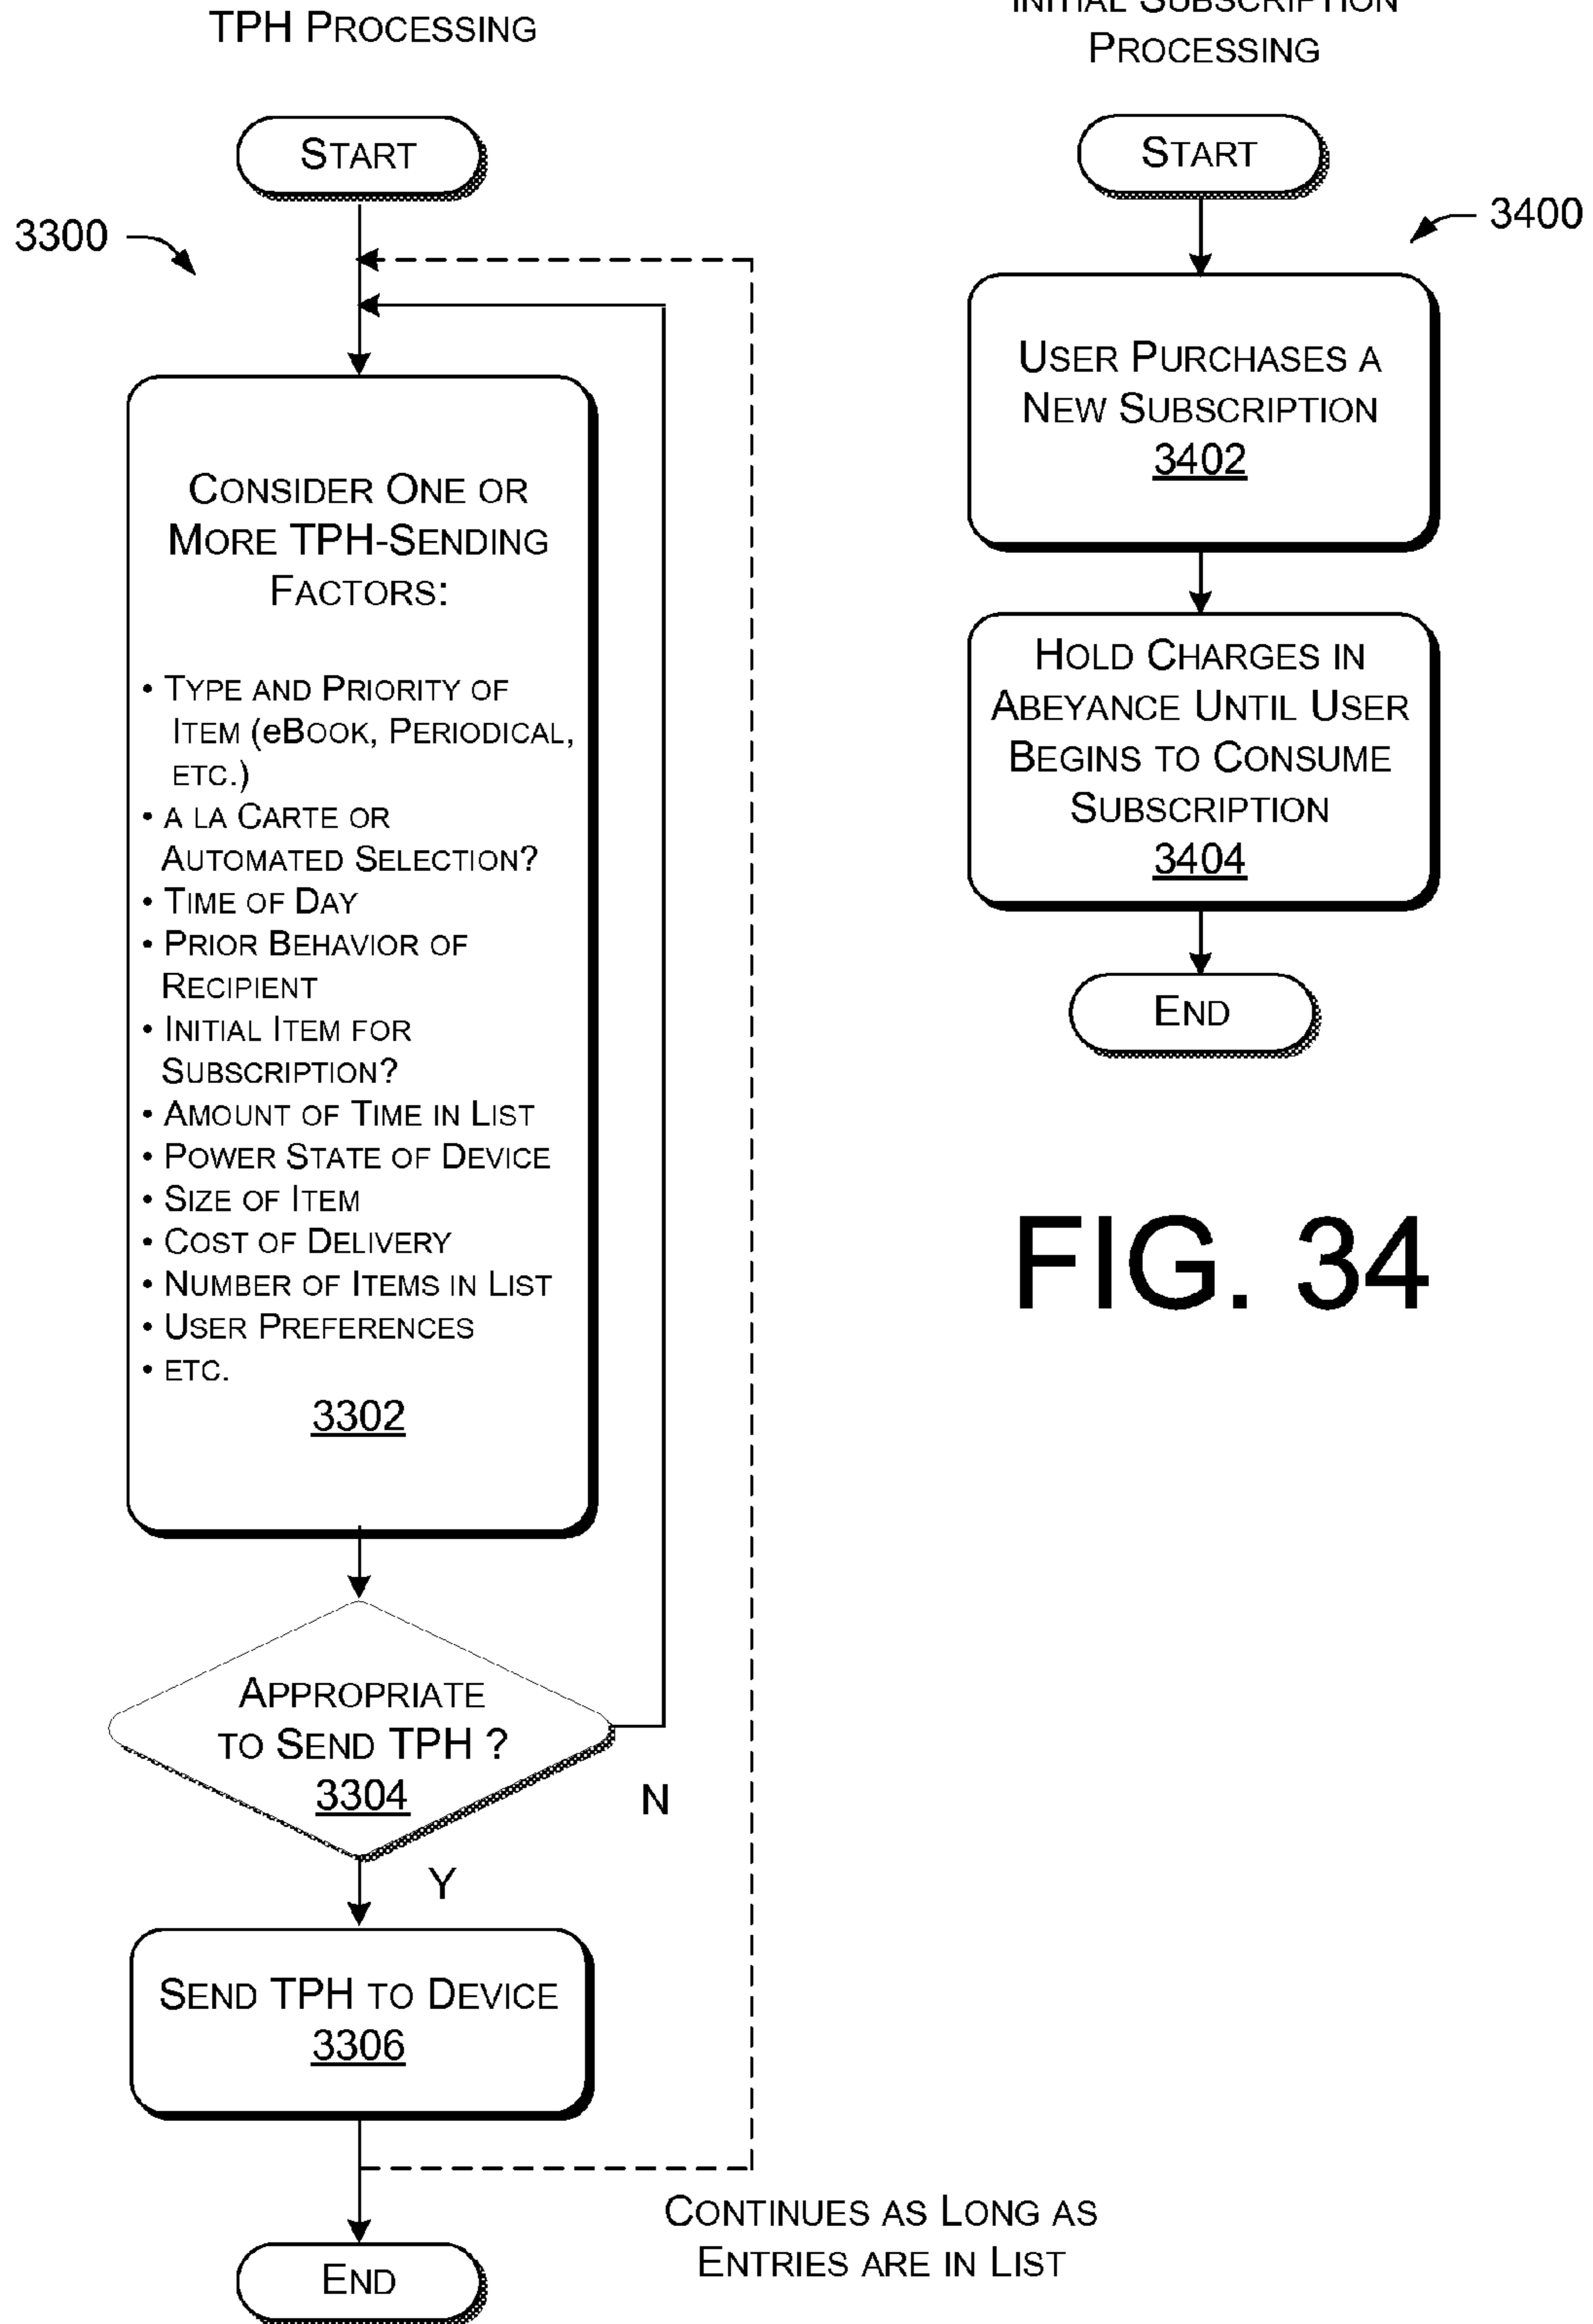 TPH PROCESSING
START
3300
CONSIDER ONE OR
MORE TPH-SENDING
FACTORS:
• TYPE AND PRIORITY OF
ITEM (eBOOK, PERIODICAL,
ETC.)
• A LA CARTE OR
AUTOMATED SELECTION?
• TIME OF DAY
• PRIOR BEHAVIOR OF
RECIPIENT
• INITIAL ITEM FOR
SUBSCRIPTION?
• AMOUNT OF TIME IN LIST
• POWER STATE OF DEVICE
• SIZE OF ITEM
• COST OF DELIVERY
• NUMBER OF ITEMS IN LIST
• USER PREFERENCES
• ETC.
3302
APPROPRIATE
TO SEND TPH ?
3304
N
Y
SEND TPH TO DEVICE
3306
CONTINUES AS LONG AS
ENTRIES ARE IN LIST
END
INITIAL SUBSCRIPTION
PROCESSING
START
3400
USER PURCHASES A
NEW SUBSCRIPTION
3402
HOLD CHARGES IN
ABEYANCE UNTIL USER
BEGINS TO CONSUME
SUBSCRIPTION
3404
END
FIG. 34